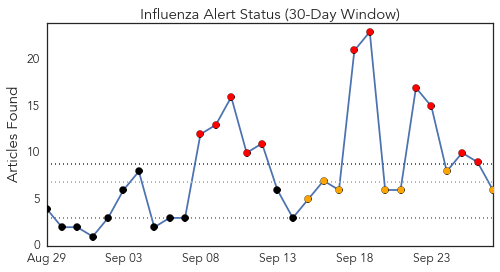 Influenza Alert Status (30-Day Window)
Articles Found
20
15
10
5
0
Aug 29 Sep 03 Sep 08 Sep 13 Sep 18 Sep 23